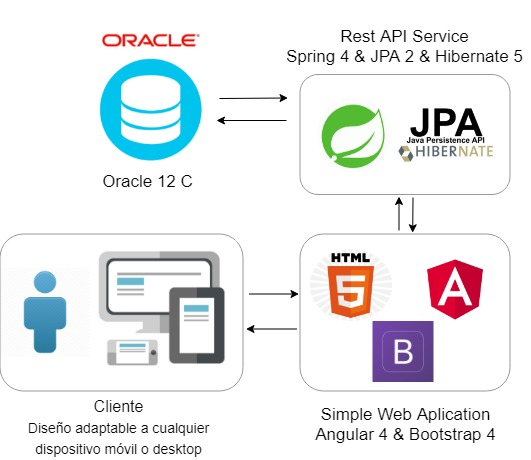 ORACLE
Oracle 12 C
Rest API Service
Spring 4 & JPA 2 & Hibernate 5
JPA
Java Persistence API
HIBERNATE
HTML
5
A
B
Cliente
Diseño adaptable a cualquier
dispositivo móvil o desktop
Simple Web Aplication
Angular 4 & Bootstrap 4